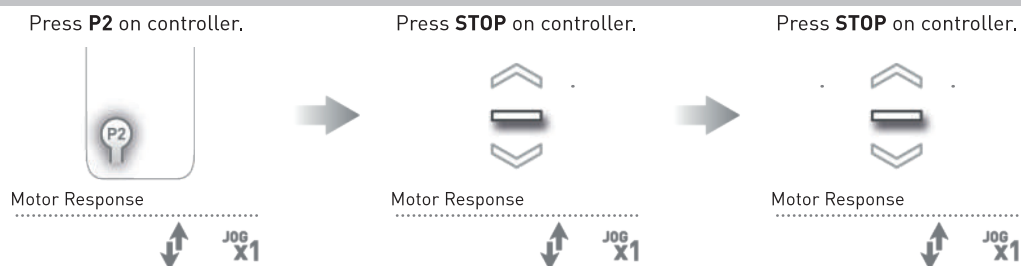 Press P2 on controller.
P2
Motor Response
JOG
X1
Press STOP on controller.
Motor Response
JOG
X1
Press STOP on controller.
Motor Response
JOG
X1